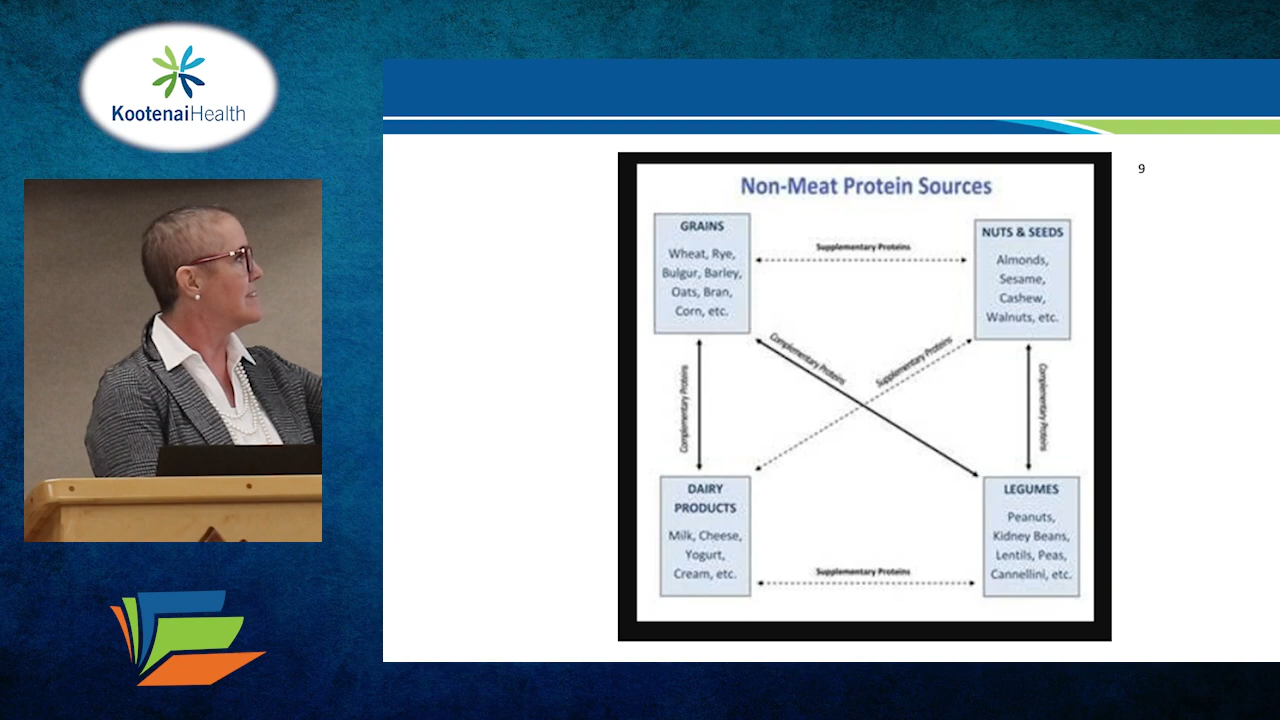 KootenaiHealth
9
Non-Meat Protein Sources
GRAINS
Wheat, Rye,
Bulgur, Barley,
Oats, Bran,
Corn, etc.
Supplementary Proteins
NUTS & SEEDS
Almonds,
Sesame,
Cashew,
Walnuts, etc.
Complementary Proteins
Complementary Proteins
Supplementary Proteins
Complementary Proteins
DAIRY
PRODUCTS
Milk, Cheese,
Yogurt,
Cream, etc.
Supplementary Proteins
LEGUMES
Peanuts,
Kidney Beans,
Lentils, Peas,
Cannellini, etc.